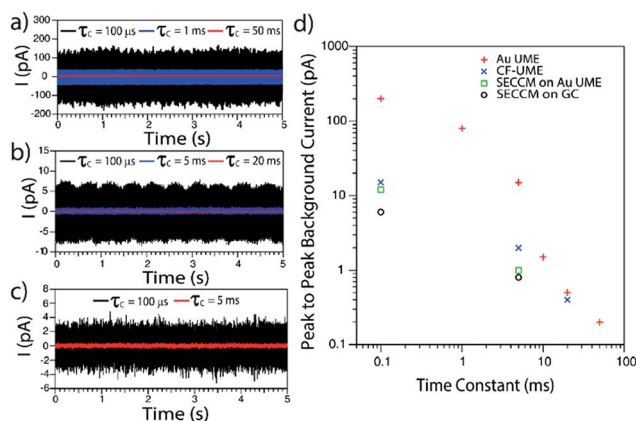 a)
τc = 100 µs τc = 1 ms τc = 50 ms
300
200
100
0
-100
-200
I (pA)
0 1 2 3 4 5
Time (s)
b)
τc = 100 µs τc = 5 ms τc = 20 ms
15
10
5
0
-5
-10
I (pA)
0 1 2 3 4 5
Time (s)
c)
τc = 100 µs τc = 5 ms
8
6
4
2
0
-2
-4
-6
I (pA)
0 1 2 3 4 5
Time (s)
d)
Au UME
CF-UME
SECCM on Au UME
SECCM on GC
1000
100
10
1
0.1
Peak to Peak Background Current (pA)
0.1 1 10 100
Time Constant (ms)